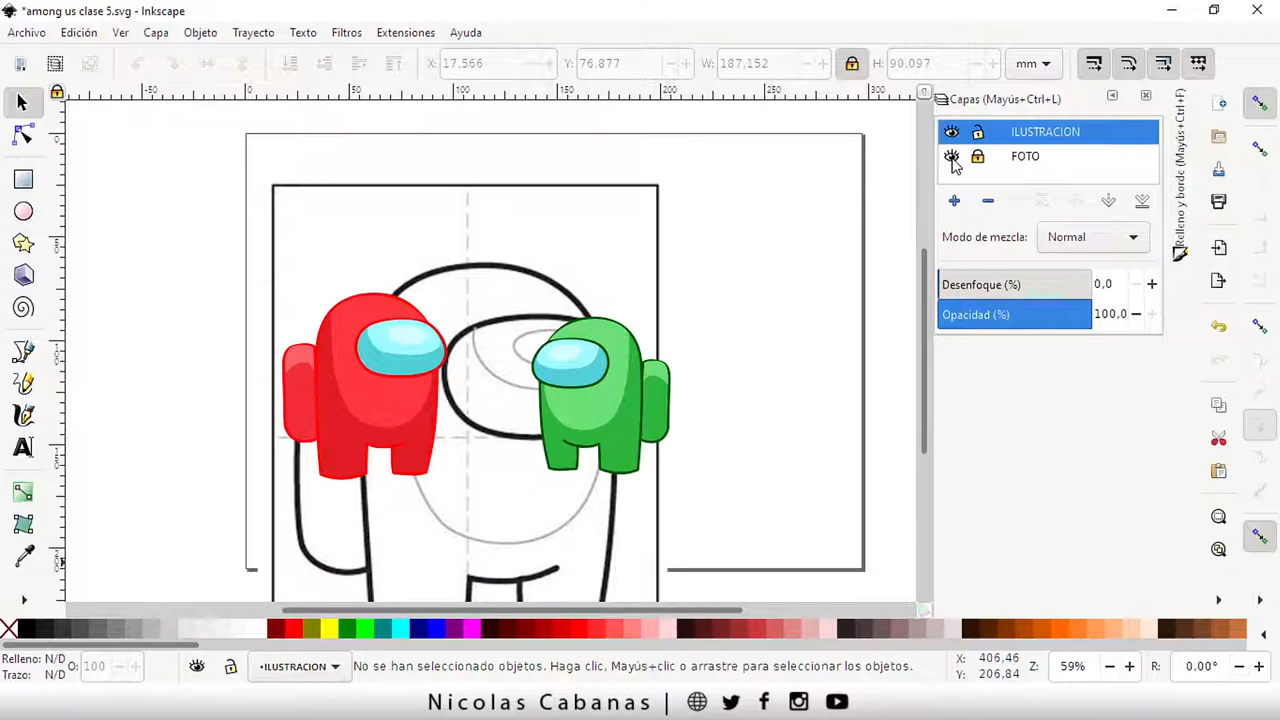 *among us clase 5.svg - Inkscape
Archivo Edición Ver Capa Objeto Trayecto Texto Filtros Extensiones Ayuda
X: 17.566 Y: 76.877 W: 187.152 H: 90.097 mm
-50 0 50 100 150 200 250 300
Capas (Mayús+Ctrl+L)
ILUSTRACION
FOTO
Modo de mezcla: Normal
Desenfoque (%) 0,0
Opacidad (%) 100,0
Relleno y borde (Mayús+Ctrl+F)
Relleno: N/D
Trazo: N/D
O: 100
•ILUSTRACION
No se han seleccionado objetos. Haga clic, Mayús+clic o arrastre para seleccionar los objetos.
X: 406,46
Y: 206,84
Z: 59%
R: 0,00°
Nicolas Cabanas |